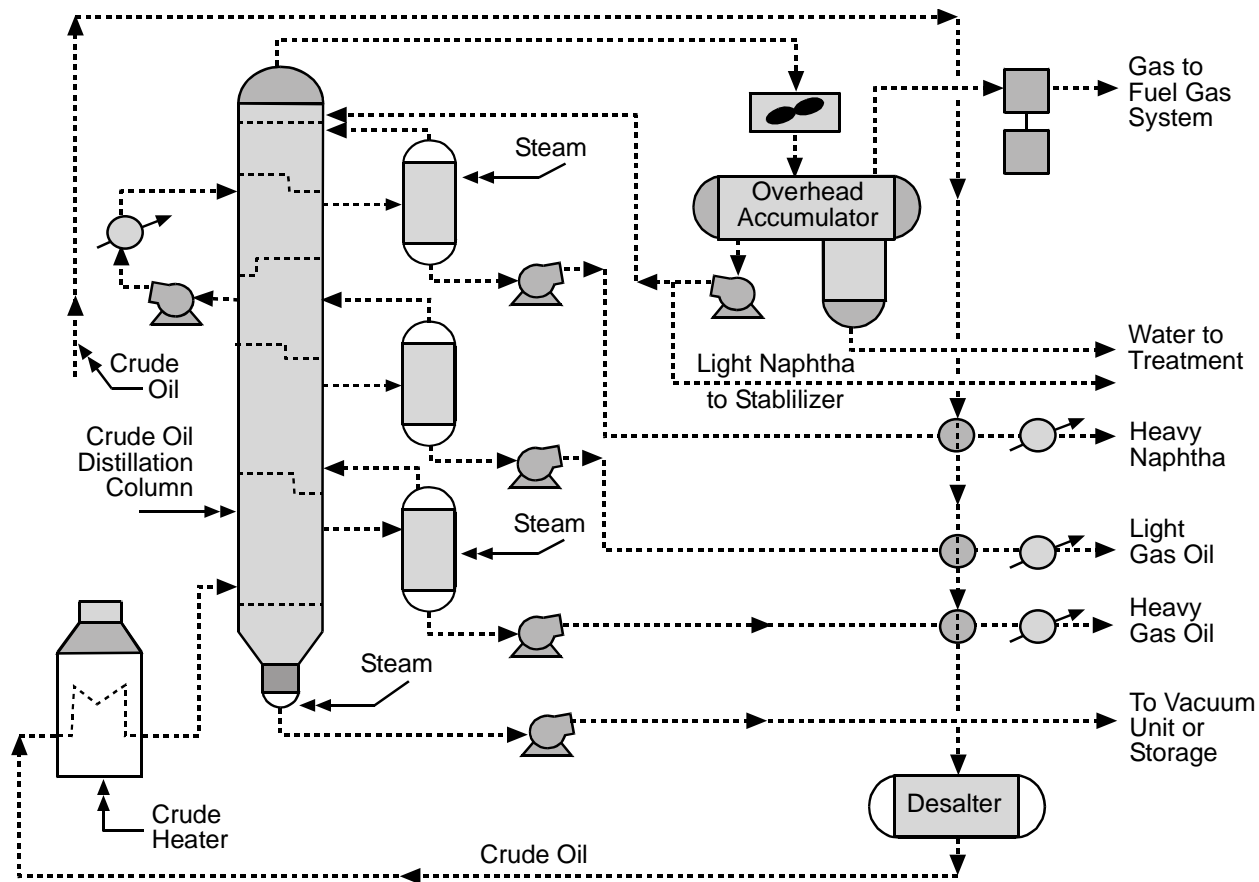 Gas to
Fuel Gas
System
Steam
Overhead
Accumulator
Crude
Oil
Water to
Treatment
Light Naphtha
to Stablilizer
Crude Oil
Distillation
Column
Heavy
Naphtha
Steam
Light
Gas Oil
Heavy
Gas Oil
Steam
To Vacuum
Unit or
Storage
Desalter
Crude
Heater
Crude Oil